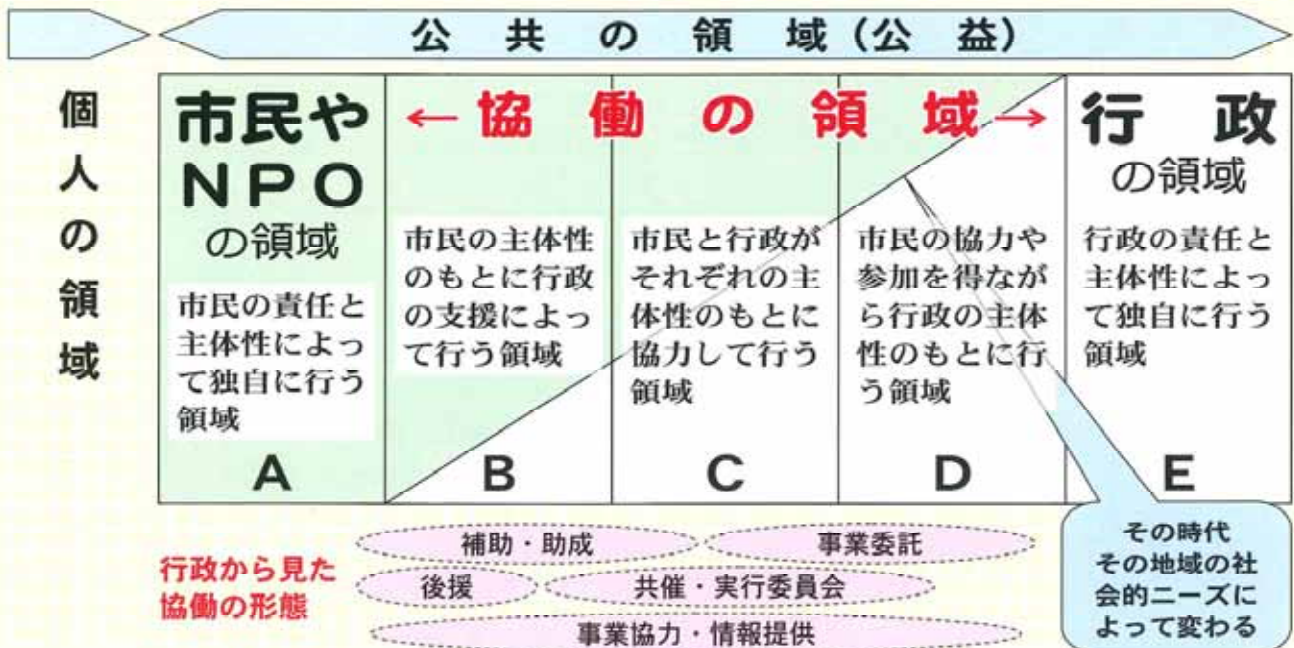 公共の領域(公益)
個人の領域
市民や
NPO
の領域
市民の責任と
主体性によっ
て独自に行う
領域
A
←協働の領域→
市民の主体性
のもとに行政
の支援によっ
て行う領域
B
市民と行政が
それぞれの主
体性のもとに
協力して行う
領域
C
市民の協力や
参加を得なが
ら行政の主体
性のもとに行
う領域
D
行政
の領域
行政の責任と
主体性によっ
て独自に行う
領域
E
行政から見た
協働の形態
補助・助成
事業委託
後援
共催・実行委員会
事業協力・情報提供
その時代
その地域の社
会的ニーズに
よって変わる